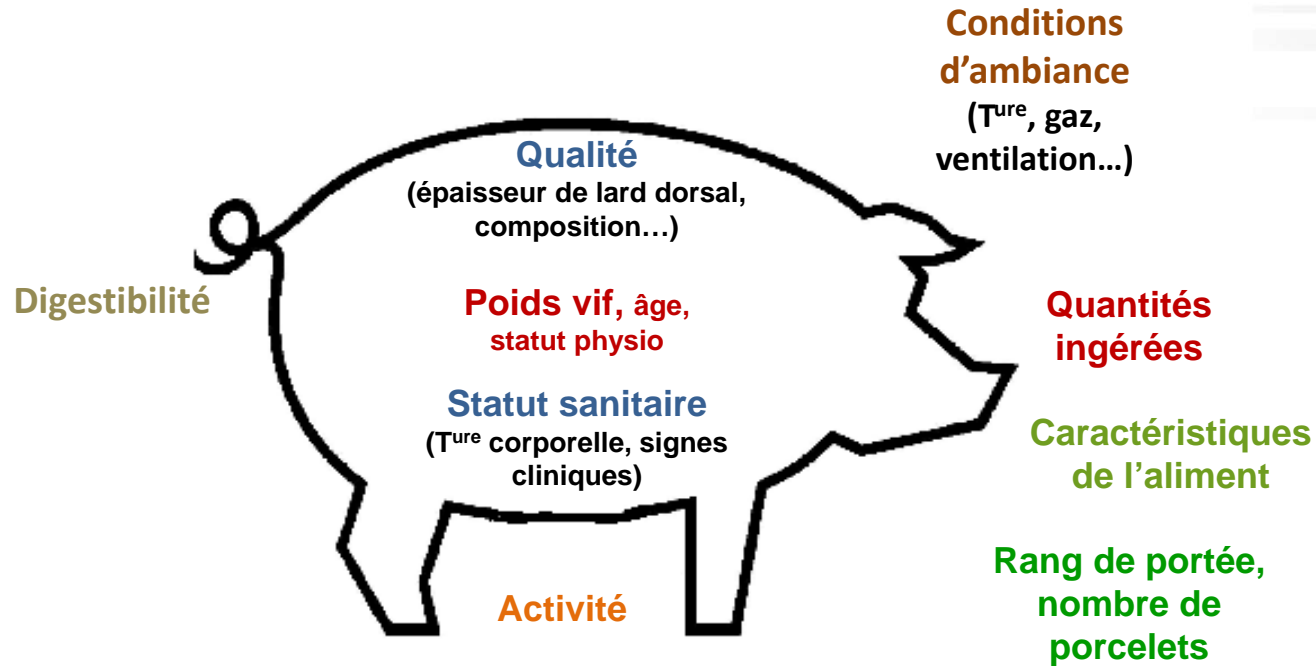 Conditions
d’ambiance
(Ture, gaz,
ventilation…)
Qualité
(épaisseur de lard dorsal,
composition…)
Digestibilité
Poids vif, âge,
statut physio
Quantités
ingérées
Statut sanitaire
(Ture corporelle, signes
cliniques)
Caractéristiques
de l’aliment
Activité
Rang de portée,
nombre de
porcelets